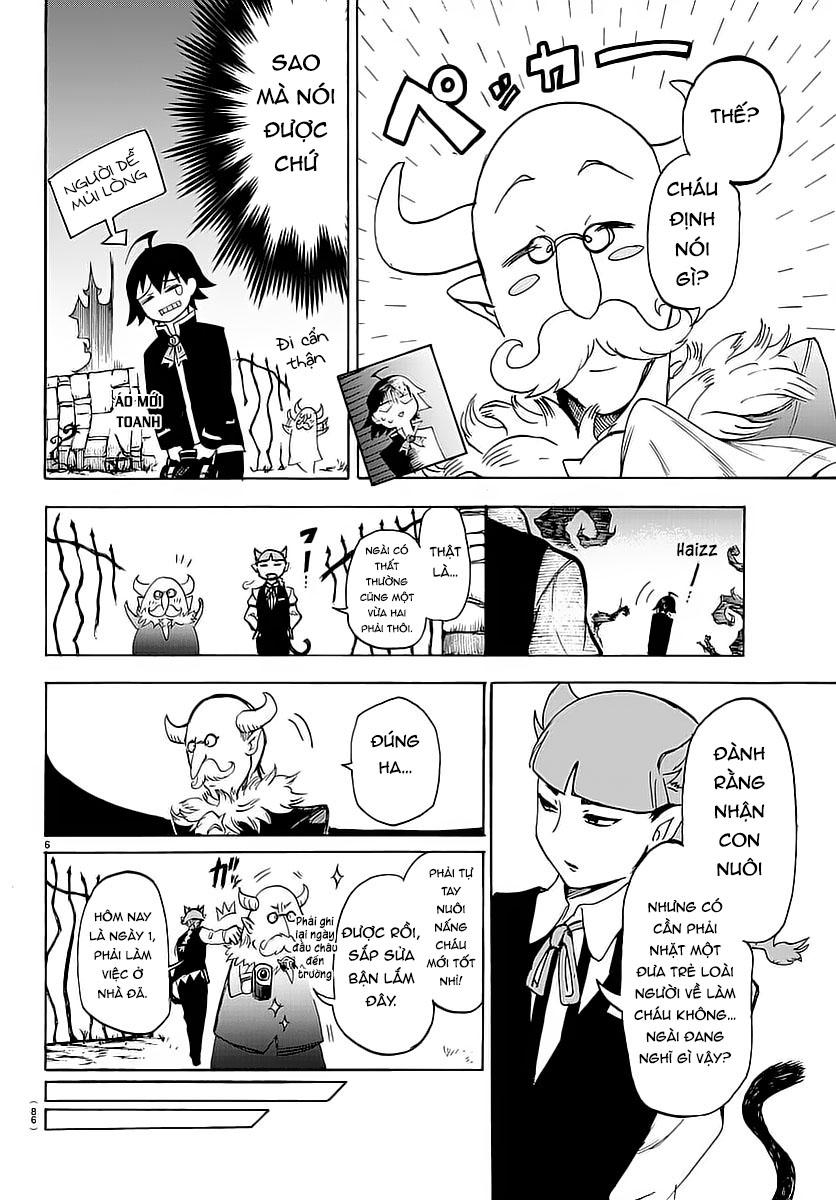 ペッカー
THẾ?
CHÁU
ĐỊNH
NÓI
GÌ?
SAO
MÀ NÓI
ĐƯỢC
CHỨ
NGƯỜI DỄ
MỦI LÒNG
Đi cẩn
thận
ÁO MỚI
TOANH
Haizz
THẬT
LÀ...
NGÀI CÓ
THẤT
THƯỜNG
CŨNG MỘT
VỪA HAI
PHẢI THÔI.
ĐÀNH
RẰNG
NHẬN
CON
NUÔI
NHƯNG CÓ
CẦN PHẢI
NHẶT MỘT
ĐƯA TRẺ LOÀI
NGƯỜI VỀ LÀM
CHÁU KHÔNG...
NGÀI ĐANG
NGHĨ GÌ VẬY?
ĐÚNG
HA...
6
PHẢI TỰ
TAY
NUÔI
NẤNG
CHÁU
MỚI TỐT
NHỈ!
ĐƯỢC RỒI,
SẮP SỬA
BẬN LẮM
ĐÂY.
Phải ghi
lại ngày
đầu cháu
đến
trường
ガッ
HÔM NAY
LÀ NGÀY 1,
PHẢI LÀM
VIỆC Ở
NHÀ ĐÃ.
(86)